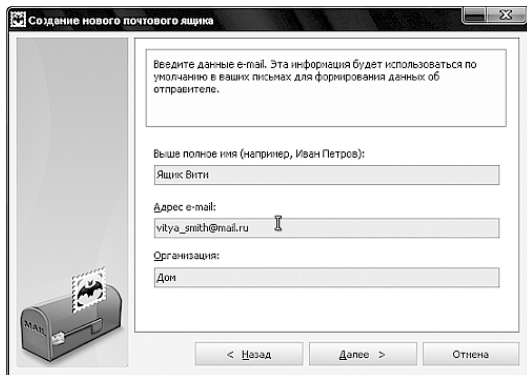 Создание нового почтового ящика
Введите данные e-mail. Эта информация будет использоваться по
умолчанию в ваших письмах для формирования данных об
отправителе.
Выше полное имя (например, Иван Петров):
Ящик Вити
Адрес e-mail:
vitya_smith@mail.ru
Организация:
Дом
MAIL
< Назад
Далее >
Отмена